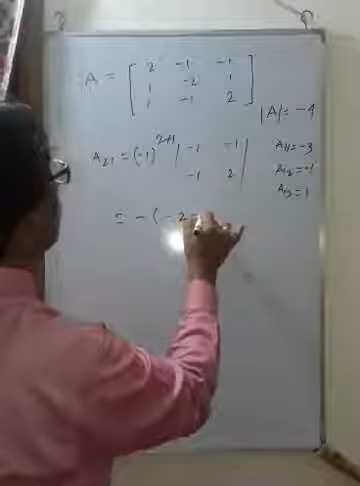 A = [ 2 -1 -1
1 -2 1
1 -1 2 ]
|A| = -4
A11 = -3
A12 = -1
A13 = 1
A21 = (-1)^2+1 | -1 -1
-1 2 |
= - ( - 2